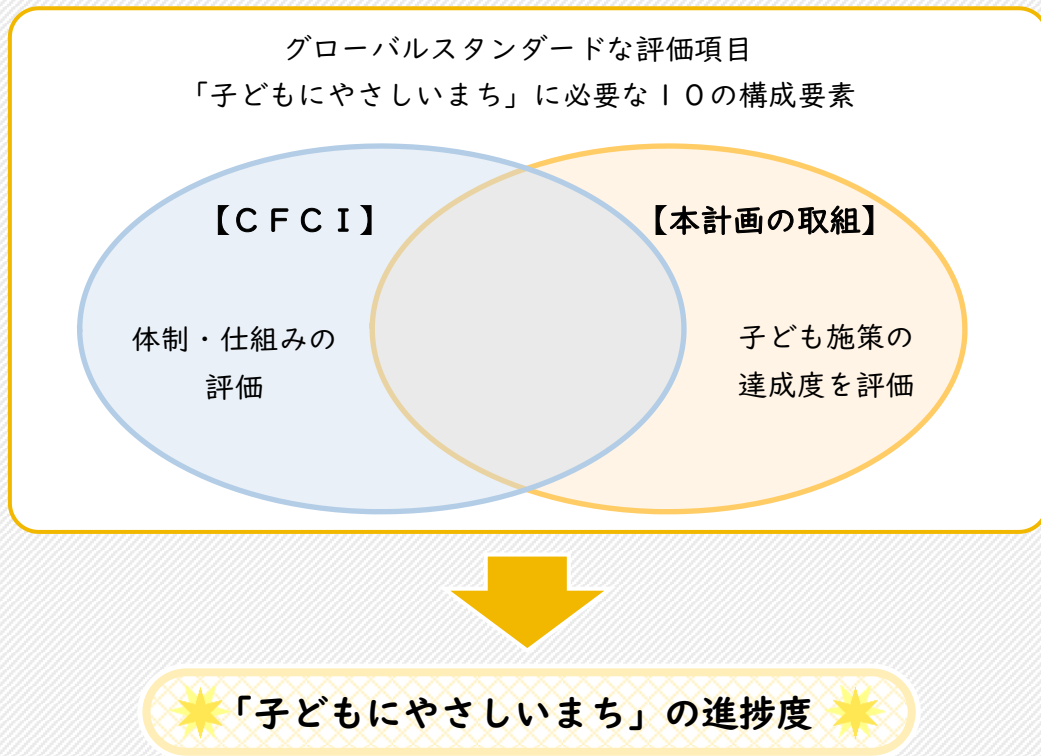 グローバルスタンダードな評価項目
「子どもにやさしいまち」に必要な１０の構成要素
【ＣＦＣＩ】
体制・仕組みの
評価
【本計画の取組】
子ども施策の
達成度を評価
「子どもにやさしいまち」の進捗度